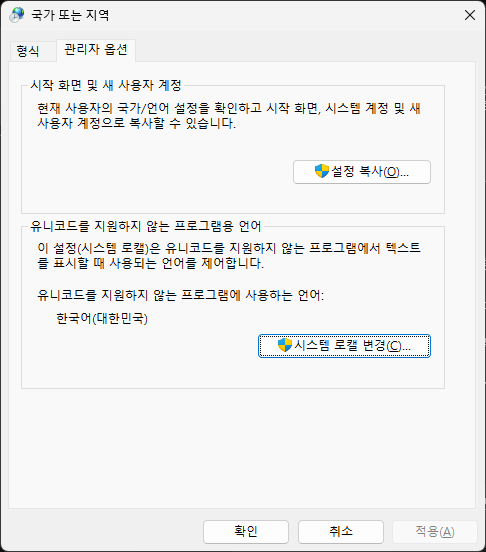 국가 또는 지역
형식
관리자 옵션
시작 화면 및 새 사용자 계정
현재 사용자의 국가/언어 설정을 확인하고 시작 화면, 시스템 계정 및 새
사용자 계정으로 복사할 수 있습니다.
설정 복사(O)...
유니코드를 지원하지 않는 프로그램용 언어
이 설정(시스템 로캘)은 유니코드를 지원하지 않는 프로그램에서 텍스트
를 표시할 때 사용되는 언어를 제어합니다.
유니코드를 지원하지 않는 프로그램에 사용하는 언어:
한국어(대한민국)
시스템 로캘 변경(C)...
확인
취소
적용(A)